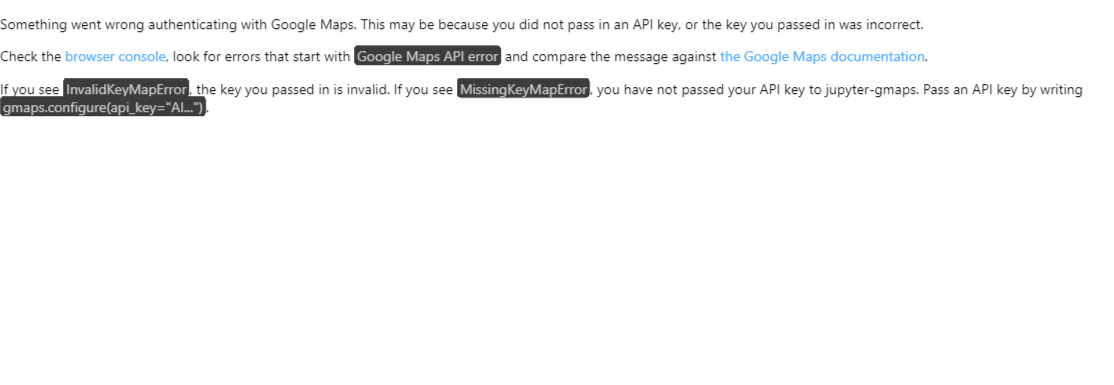 Something went wrong authenticating with Google Maps. This may be because you did not pass in an API key, or the key you passed in was incorrect.
Check the browser console, look for errors that start with Google Maps API error and compare the message against the Google Maps documentation.
If you see InvalidKeyMapError, the key you passed in is invalid. If you see MissingKeyMapError, you have not passed your API key to jupyter-gmaps. Pass an API key by writing
gmaps.configure(api_key="AI...").